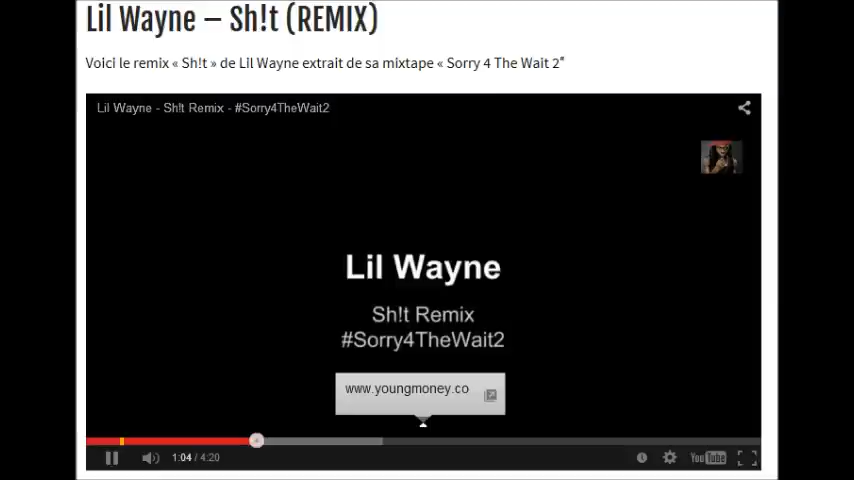 Lil Wayne – Sh!t (REMIX)
Voici le remix « Sh!t » de Lil Wayne extrait de sa mixtape « Sorry 4 The Wait 2"
Lil Wayne - Sh!t Remix - #Sorry4TheWait2
Lil Wayne
Sh!t Remix
#Sorry4TheWait2
www.youngmoney.co
1:04 / 4:20
YouTube